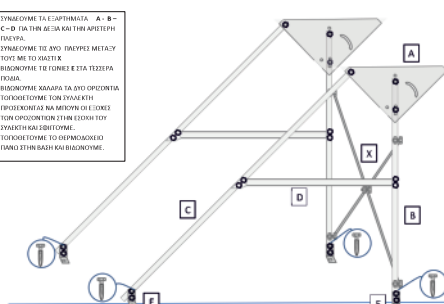 ΣΥΝΔΕΟΥΜΕ ΤΑ ΕΞΑΡΤΗΜΑΤΑ A - B –
C – D ΓΙΑ ΤΗΝ ΔΕΞΙΑ ΚΑΙ ΤΗΝ ΑΡΙΣΤΕΡΗ
ΠΛΕΥΡΑ.
ΣΥΝΔΕΟΥΜΕ ΤΙΣ ΔΥΟ ΠΛΕΥΡΕΣ ΜΕΤΑΞΥ
ΤΟΥΣ ΜΕ ΤΟ ΧΙΑΣΤΙ X
ΒΙΔΩΝΟΥΜΕ ΤΙΣ ΓΩΝΙΕΣ E ΣΤΑ ΤΕΣΣΕΡΑ
ΠΟΔΙΑ.
ΒΙΔΩΝΟΥΜΕ ΧΑΛΑΡΑ ΤΑ ΔΥΟ ΟΡΙΖΟΝΤΙΑ
ΤΟΠΟΘΕΤΟΥΜΕ ΤΟΝ ΣΥΛΛΕΚΤΗ
ΠΡΟΣΕΧΟΝΤΑΣ ΝΑ ΜΠΟΥΝ ΟΙ ΕΞΟΧΕΣ
ΤΩΝ ΟΡΟΖΟΝΤΙΩΝ ΣΤΗΝ ΕΣΟΧΗ ΤΟΥ
ΣΥΛΕΚΤΗ ΚΑΙ ΣΦΙΓΓΟΥΜΕ.
ΤΟΠΟΘΕΤΟΥΜΕ ΤΟ ΘΕΡΜΟΔΟΧΕΙΟ
ΠΑΝΩ ΣΤΗΝ ΒΑΣΗ ΚΑΙ ΒΙΔΩΝΟΥΜΕ.
A
X
D
C
B
E
E